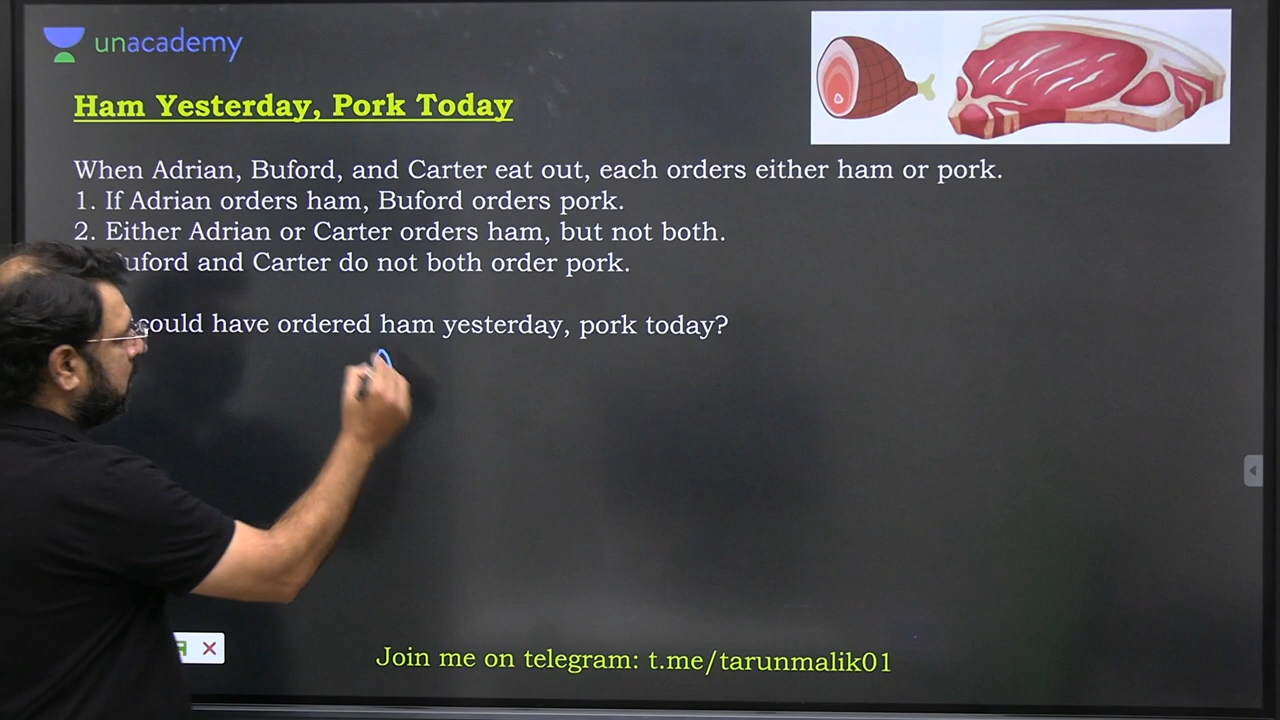 unacademy
Ham Yesterday, Pork Today
When Adrian, Buford, and Carter eat out, each orders either ham or pork.
1. If Adrian orders ham, Buford orders pork.
2. Either Adrian or Carter orders ham, but not both.
uford and Carter do not both order pork.
could have ordered ham yesterday, pork today?
Join me on telegram: t.me/tarunmalik01